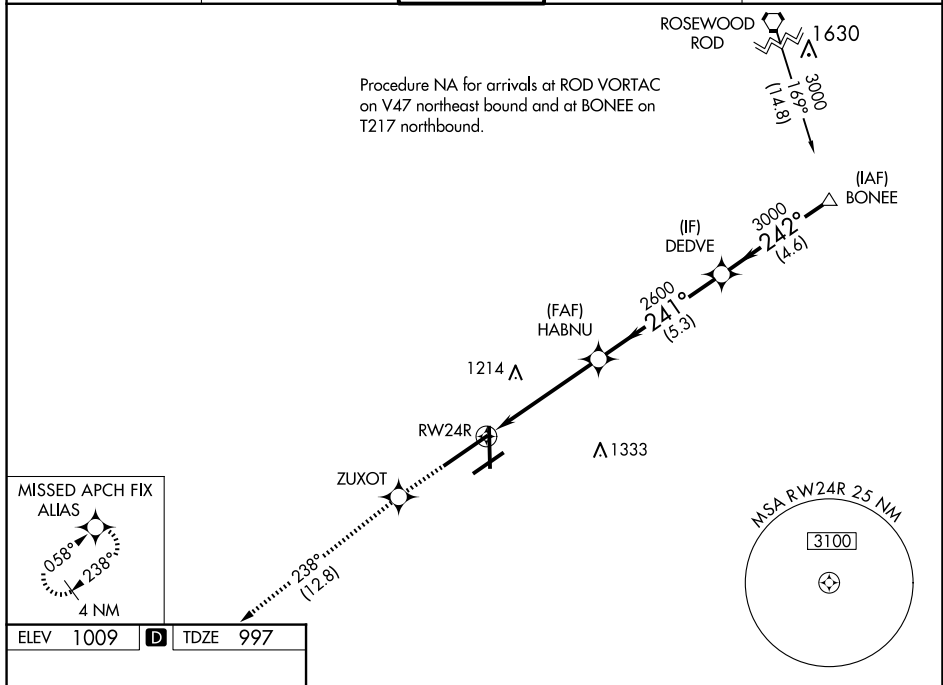 ROSEWOOD
ROD
1630
Procedure NA for arrivals at ROD VORTAC
on V47 northeast bound and at BONEE on
T217 northbound.
3000
169°
(14.8)
(IAF)
BONEE
3000
242°
(4.6)
(IF)
DEDVE
2600
241°
(5.3)
(FAF)
HABNU
1214
RW24R
1333
ZUXOT
MISSED APCH FIX
ALIAS
058°
238°
4 NM
238°
(12.8)
MSA RW24R 25 NM
3100
ELEV 1009 D TDZE 997